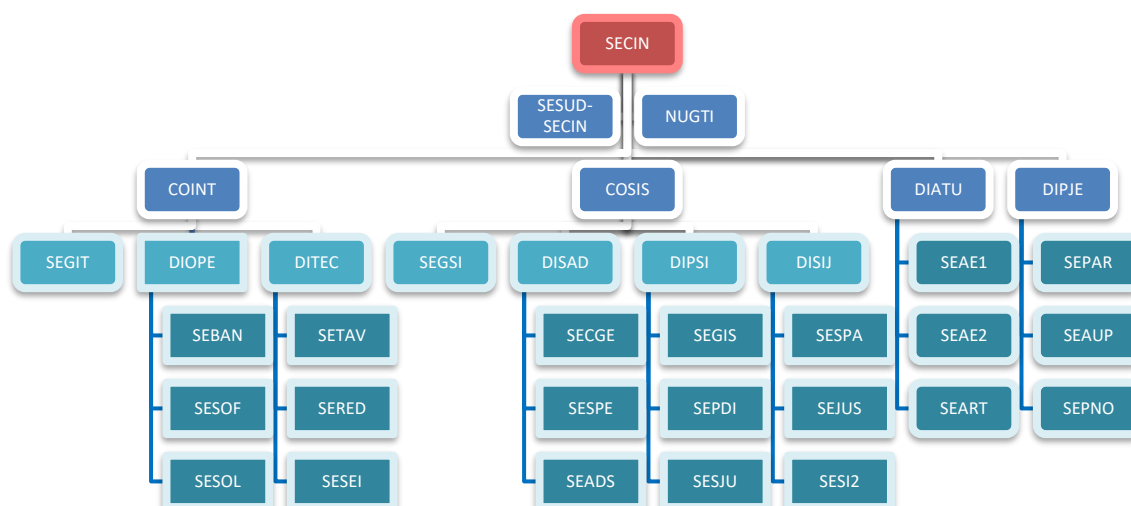 SECIN
SESUD-
SECIN
NUGTI
COINT
COSIS
DIATU
DIPJE
SEGIT
DIOPE
DITEC
SEGSI
DISAD
DIPSI
DISIJ
SEAE1
SEPAR
SEBAN
SETAV
SECGE
SEGIS
SESPA
SEAE2
SEAUP
SESOF
SERED
SESPE
SEPDI
SEJUS
SEART
SEPNO
SESOL
SESEI
SEADS
SESJU
SESI2